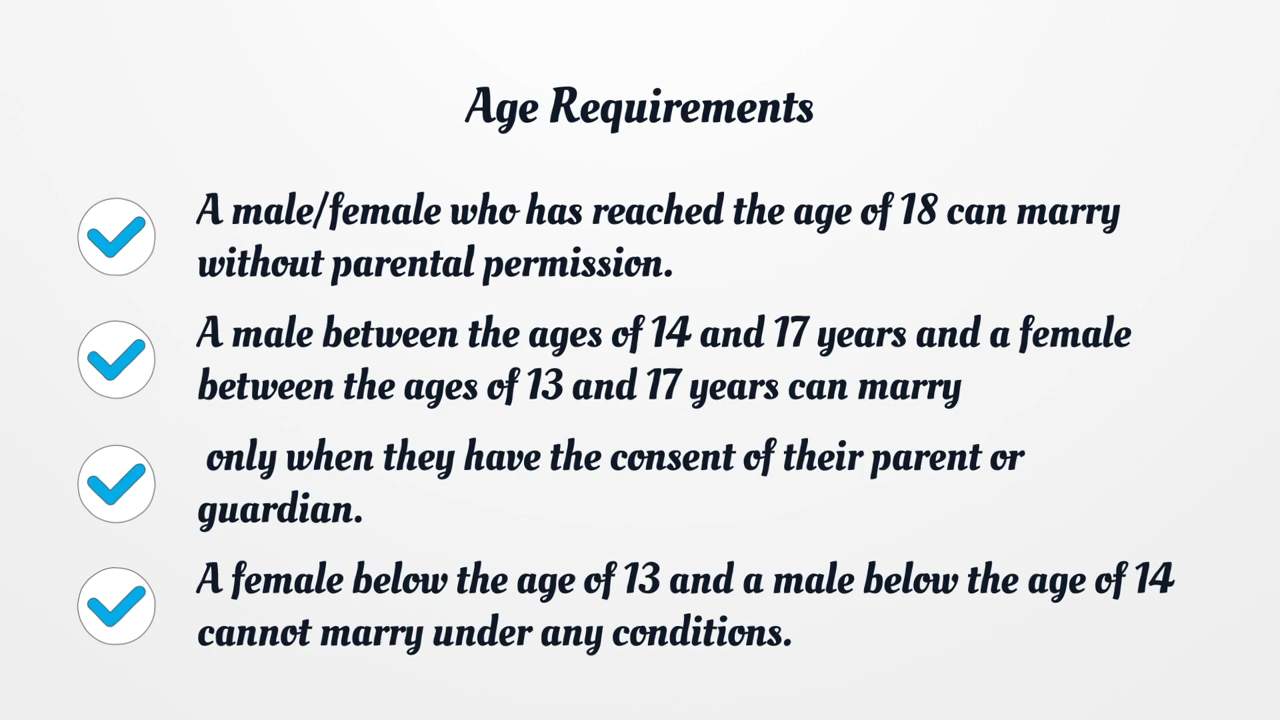 Age Requirements
A male/female who has reached the age of 18 can marry
without parental permission.
A male between the ages of 14 and 17 years and a female
between the ages of 13 and 17 years can marry
only when they have the consent of their parent or
guardian.
A female below the age of 13 and a male below the age of 14
cannot marry under any conditions.